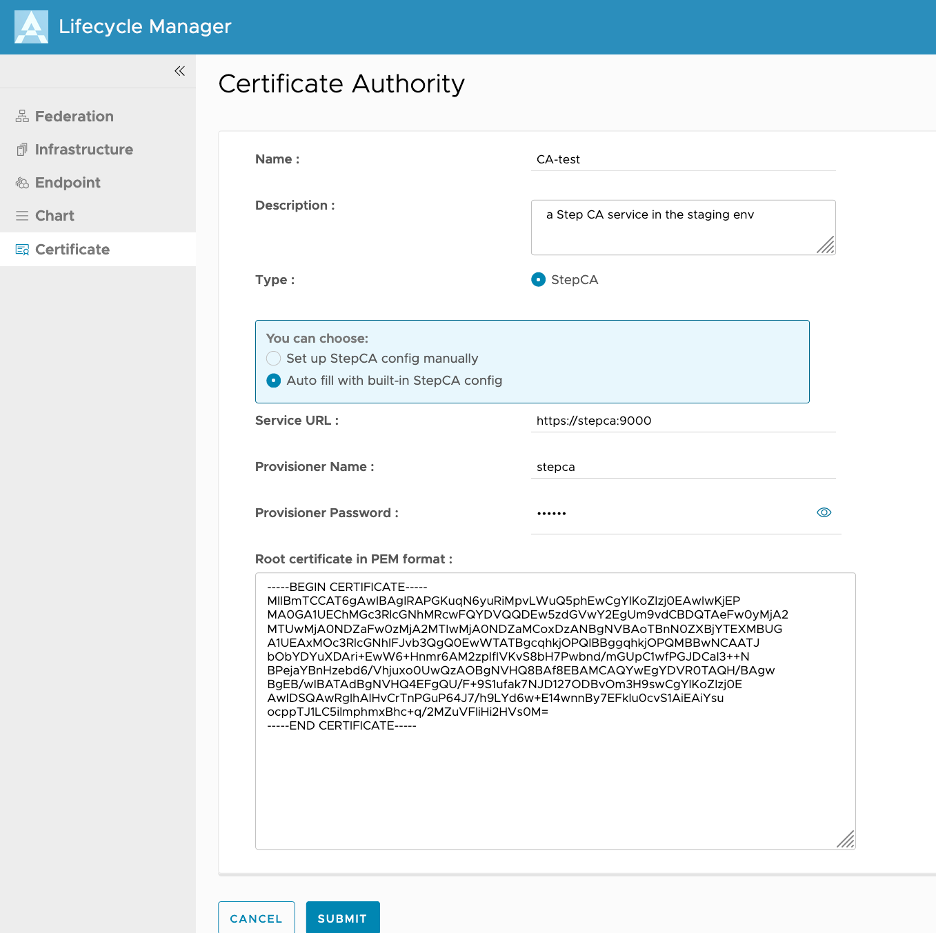 Lifecycle Manager
Certificate Authority
Federation
Infrastructure
Endpoint
Chart
Certificate
Name :
CA-test
Description :
a Step CA service in the staging env
Type :
StepCA
You can choose:
Set up StepCA config manually
Auto fill with built-in StepCA config
Service URL :
https://stepca:9000
Provisioner Name :
stepca
Provisioner Password :
••••••
Root certificate in PEM format :
-----BEGIN CERTIFICATE-----
MIIBmTCCAT6gAwIBAgIRAPGKuqN6yuRiMpvLWuQ5phEwCgYIKoZIzj0EAwIwKjEP
MA0GA1UEChMGc3RlcGNhMRcwFQYDVQQDEw5zdGVwY2EgUm9vdCBDQTAeFw0yMjA2
MTUwMjA0NDZaFw0zMjA2MTIwMjA0NDZaMCoxDzANBgNVBAoTBnN0ZXBjYTEXMBUG
A1UEAxMOc3RlcGNhIFJvb3QgQ0EwWTATBgcqhkjOPQIBBggqhkjOPQMBBwNCAATJ
bObYDYuXDAri+EwW6+Hnmr6AM2zplfIVKvS8bH7Pwbnd/mGUpC1wfPGJDCal3++N
BPejaYBnHzebd6/Vhjuxo0UwQzAOBgNVHQ8BAf8EBAMCAQYwEgYDVR0TAQH/BAgw
BgEB/wIBATAdBgNVHQ4EFgQU/F+9S1ufak7NJD127ODBvOm3H9swCgYIKoZIzj0E
AwIDSQAwRgIhAIHvCrTnPGuP64J7/h9LYd6w+E14wnnBy7EFkIu0cvS1AiEAiYsu
ocppTJ1LC5ilmphmxBhc+q/2MZuVFliHi2HVs0M=
-----END CERTIFICATE-----
CANCEL
SUBMIT